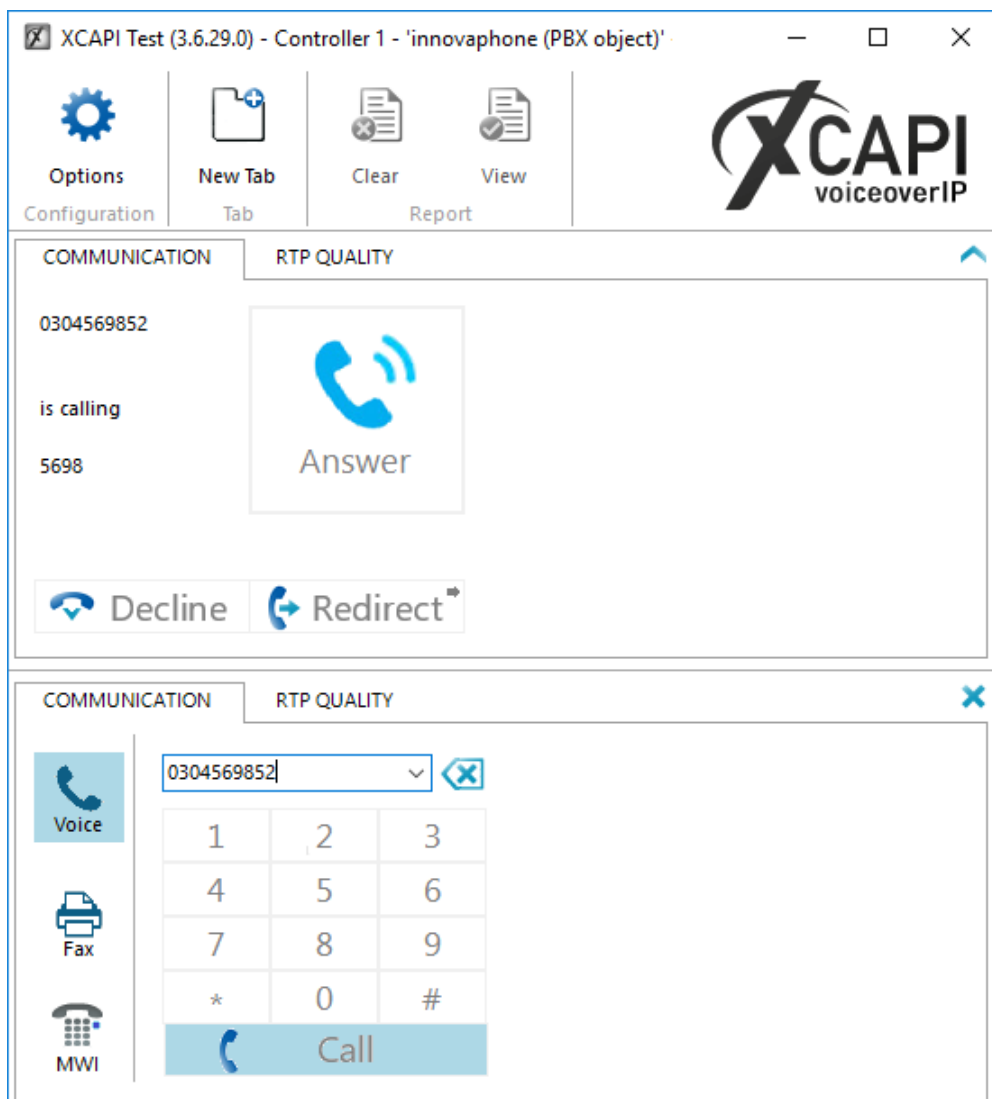 XCAPI Test (3.6.29.0) - Controller 1 - 'innovaphone (PBX object)'
Options New Tab Clear View
Configuration Tab Report
XCAPI
voiceoverIP
COMMUNICATION RTP QUALITY
0304569852
is calling
5698
Answer
Decline Redirect
COMMUNICATION RTP QUALITY
Voice
Fax
MWI
0304569852
1 2 3
4 5 6
7 8 9
* 0 #
Call